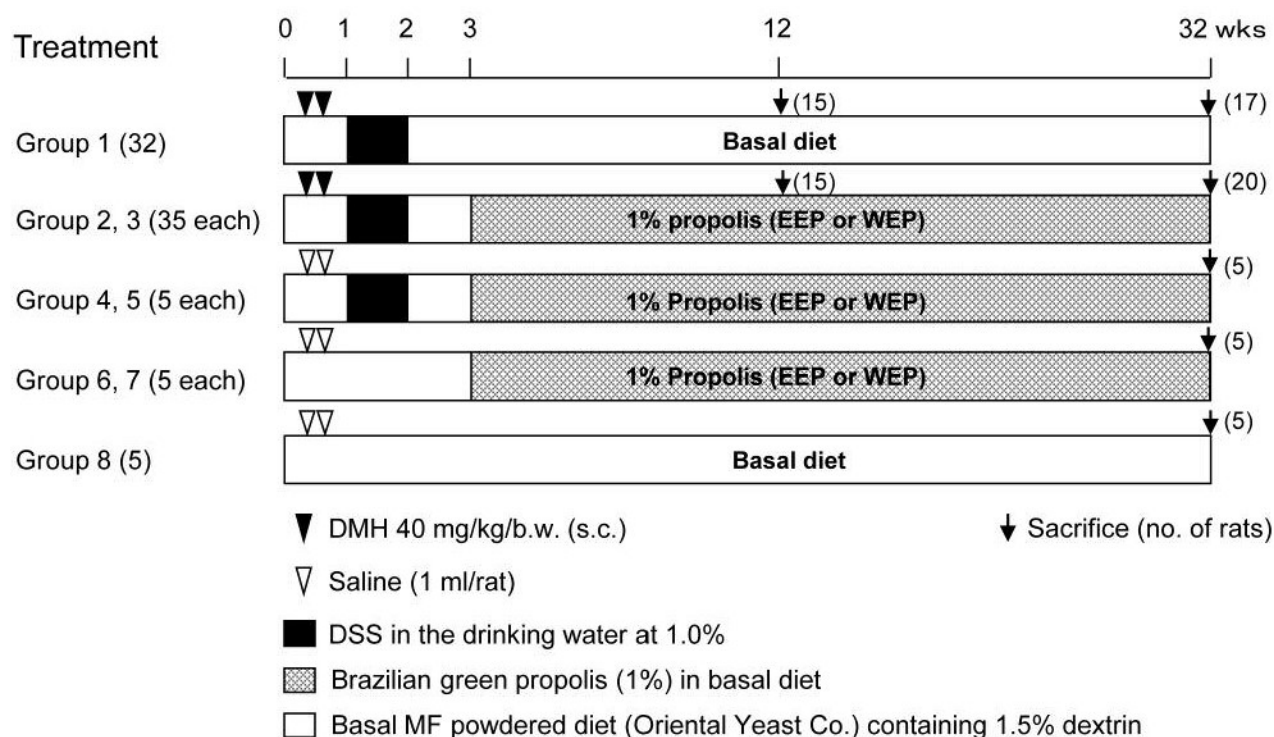 0 1 2 3 12 32 wks
Treatment
(15) (17)
Group 1 (32) Basal diet
(15) (20)
Group 2, 3 (35 each) 1% propolis (EEP or WEP)
(5)
Group 4, 5 (5 each) 1% Propolis (EEP or WEP)
(5)
Group 6, 7 (5 each) 1% Propolis (EEP or WEP)
(5)
Group 8 (5) Basal diet
DMH 40 mg/kg/b.w. (s.c.) Sacrifice (no. of rats)
Saline (1 ml/rat)
DSS in the drinking water at 1.0%
Brazilian green propolis (1%) in basal diet
Basal MF powdered diet (Oriental Yeast Co.) containing 1.5% dextrin